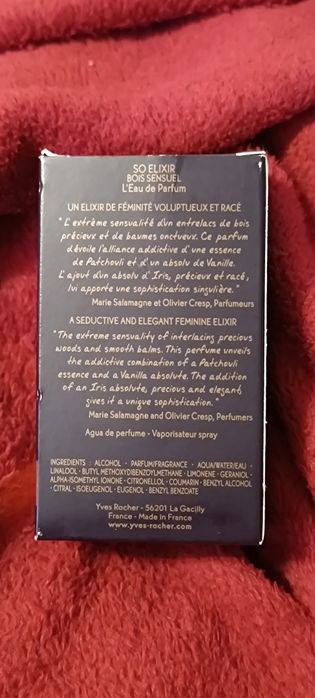 SO ELIXIR
BOIS SENSUEL
L'Eau de Parfum
UN ELIXIR DE FÉMINITÉ VOLUPTUEUX ET RACÉ
" L'extrême sensualité d'un entrelacs de bois
précieux et de baumes onctueux. Ce parfum
dévoile l'alliance addictive d'une essence
de Patchouli et d'un absolu de Vanille.
L'ajout d'un absolu d'Iris, précieux et racé,
lui apporte une sophistication singulière. "
Marie Salamagne et Olivier Cresp, Parfumeurs
A SEDUCTIVE AND ELEGANT FEMININE ELIXIR
"The extreme sensuality of interlacing precious
woods and smooth balms. This perfume unveils
the addictive combination of a Patchouli
essence and a Vanilla absolute. The addition
of an Iris absolute, precious and elegant,
gives it a unique sophistication."
Marie Salamagne and Olivier Cresp, Perfumers
Agua de perfume - Vaporisateur spray
INGREDIENTS : ALCOHOL · PARFUM/FRAGRANCE · AQUA/WATER/EAU ·
LINALOOL · BUTYL METHOXYDIBENZOYLMETHANE · LIMONENE · GERANIOL ·
ALPHA-ISOMETHYL IONONE · CITRONELLOL · COUMARIN · BENZYL ALCOHOL
· CITRAL · ISOEUGENOL · EUGENOL · BENZYL BENZOATE
Yves Rocher - 56201 La Gacilly
France - Made in France
www.yves-rocher.com